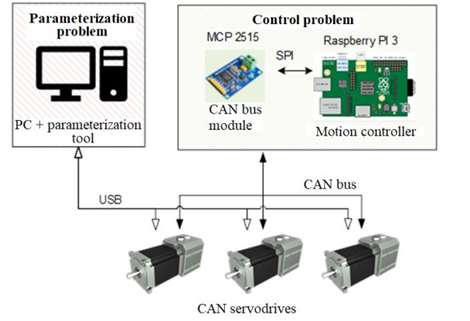 Parameterization
problem
PC + parameterization
tool
Control problem
MCP 2515
SPI
Raspberry PI 3
CAN bus
module
Motion controller
USB
CAN bus
CAN servodrives